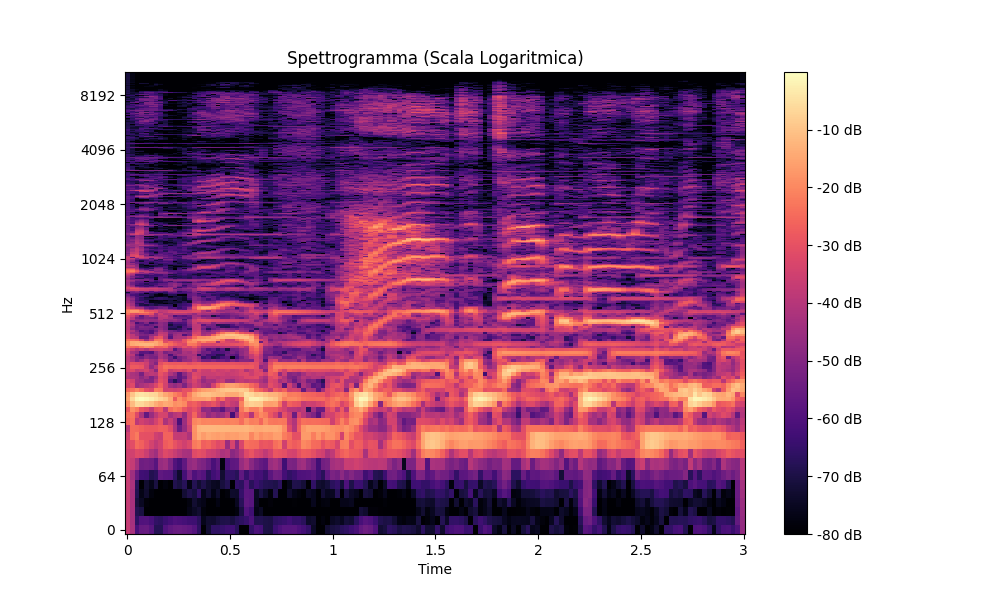 Spettrogramma (Scala Logaritmica)
8192
4096
2048
1024
512
256
128
64
0
Hz
0
0.5
1
1.5
2
2.5
3
Time
-10 dB
-20 dB
-30 dB
-40 dB
-50 dB
-60 dB
-70 dB
-80 dB